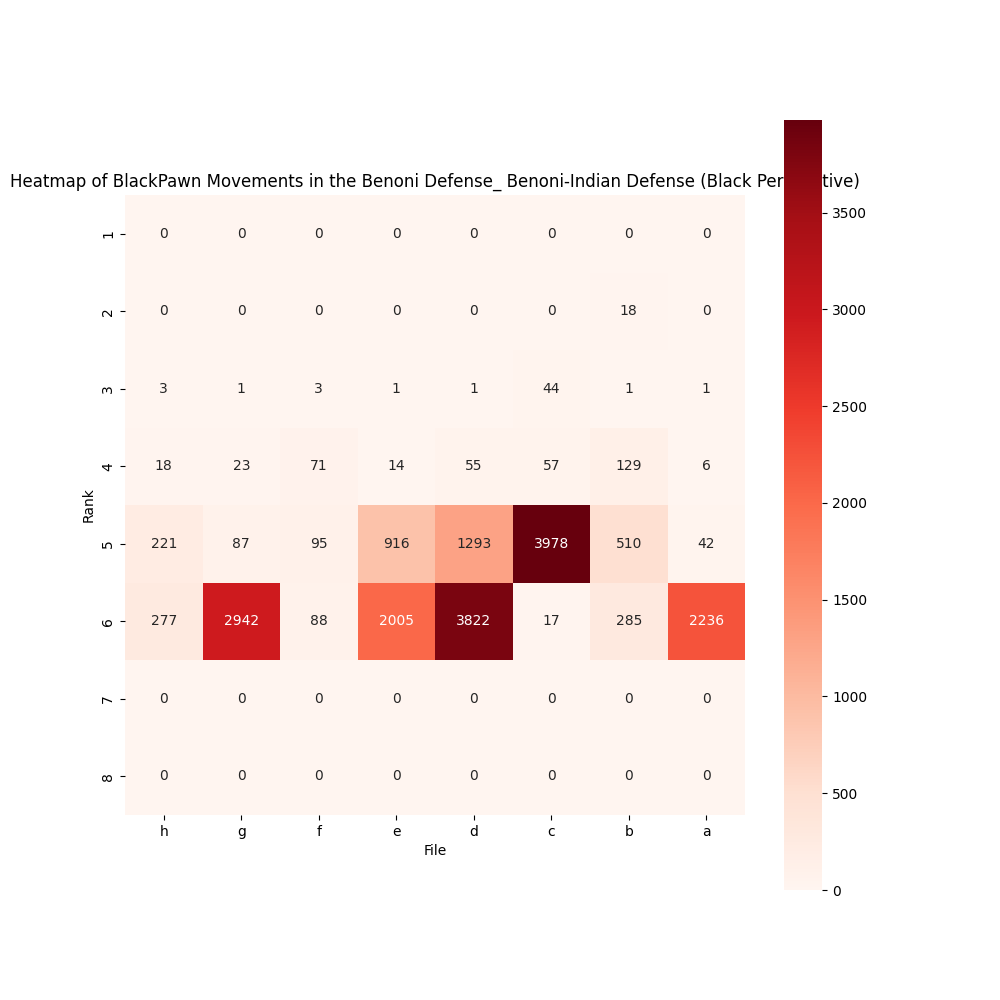 Heatmap of BlackPawn Movements in the Benoni Defense_ Benoni-Indian Defense (Black Per tive)
3500
1 0 0 0 0 0 0 0 0
3000
2 0 0 0 0 0 0 18 0
2500
3 3 1 3 1 1 44 1 1
4 18 23 71 14 55 57 129 6
2000
Rank
5 221 87 95 916 1293 3978 510 42
1500
6 277 2942 88 2005 3822 17 285 2236
1000
7 0 0 0 0 0 0 0 0
500
8 0 0 0 0 0 0 0 0
h g f e d c b a
File
0